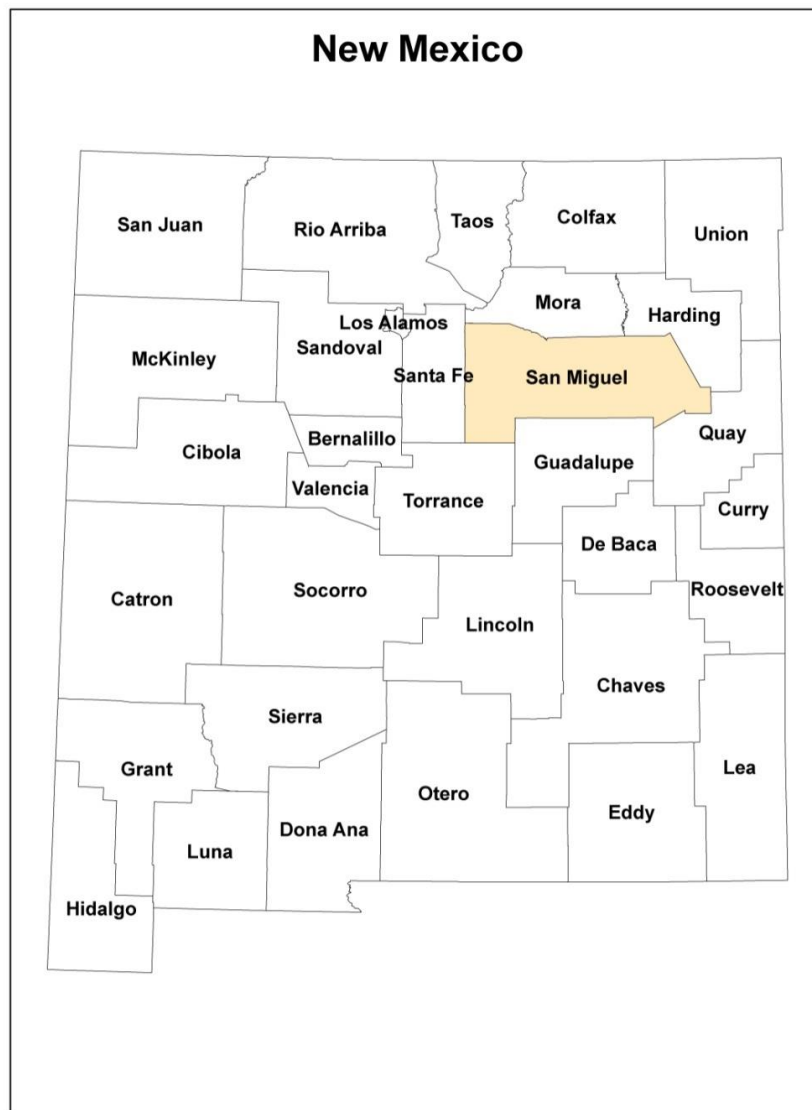 New Mexico
San Juan
Rio Arriba
Taos
Colfax
Union
Mora
Harding
Los Alamos
Sandoval
McKinley
Santa Fe
San Miguel
Bernalillo
Cibola
Quay
Guadalupe
Valencia
Torrance
Curry
De Baca
Catron
Socorro
Roosevelt
Lincoln
Chaves
Sierra
Grant
Lea
Otero
Eddy
Dona Ana
Luna
Hidalgo